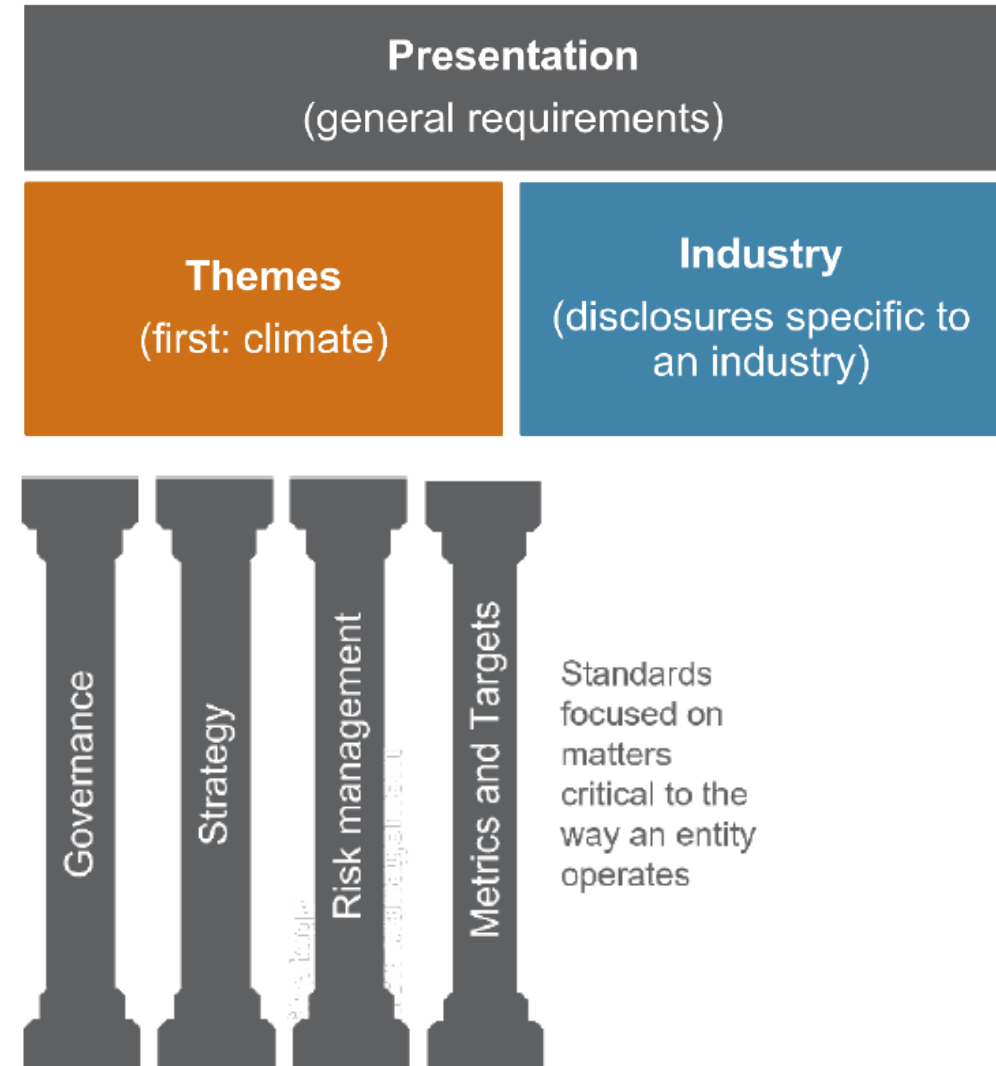 Presentation
(general requirements)
Themes
(first: climate)
Industry
(disclosures specific to
an industry)
Governance
Strategy
Risk management
Metrics and Targets
Standards
focused on
matters
critical to the
way an entity
operates